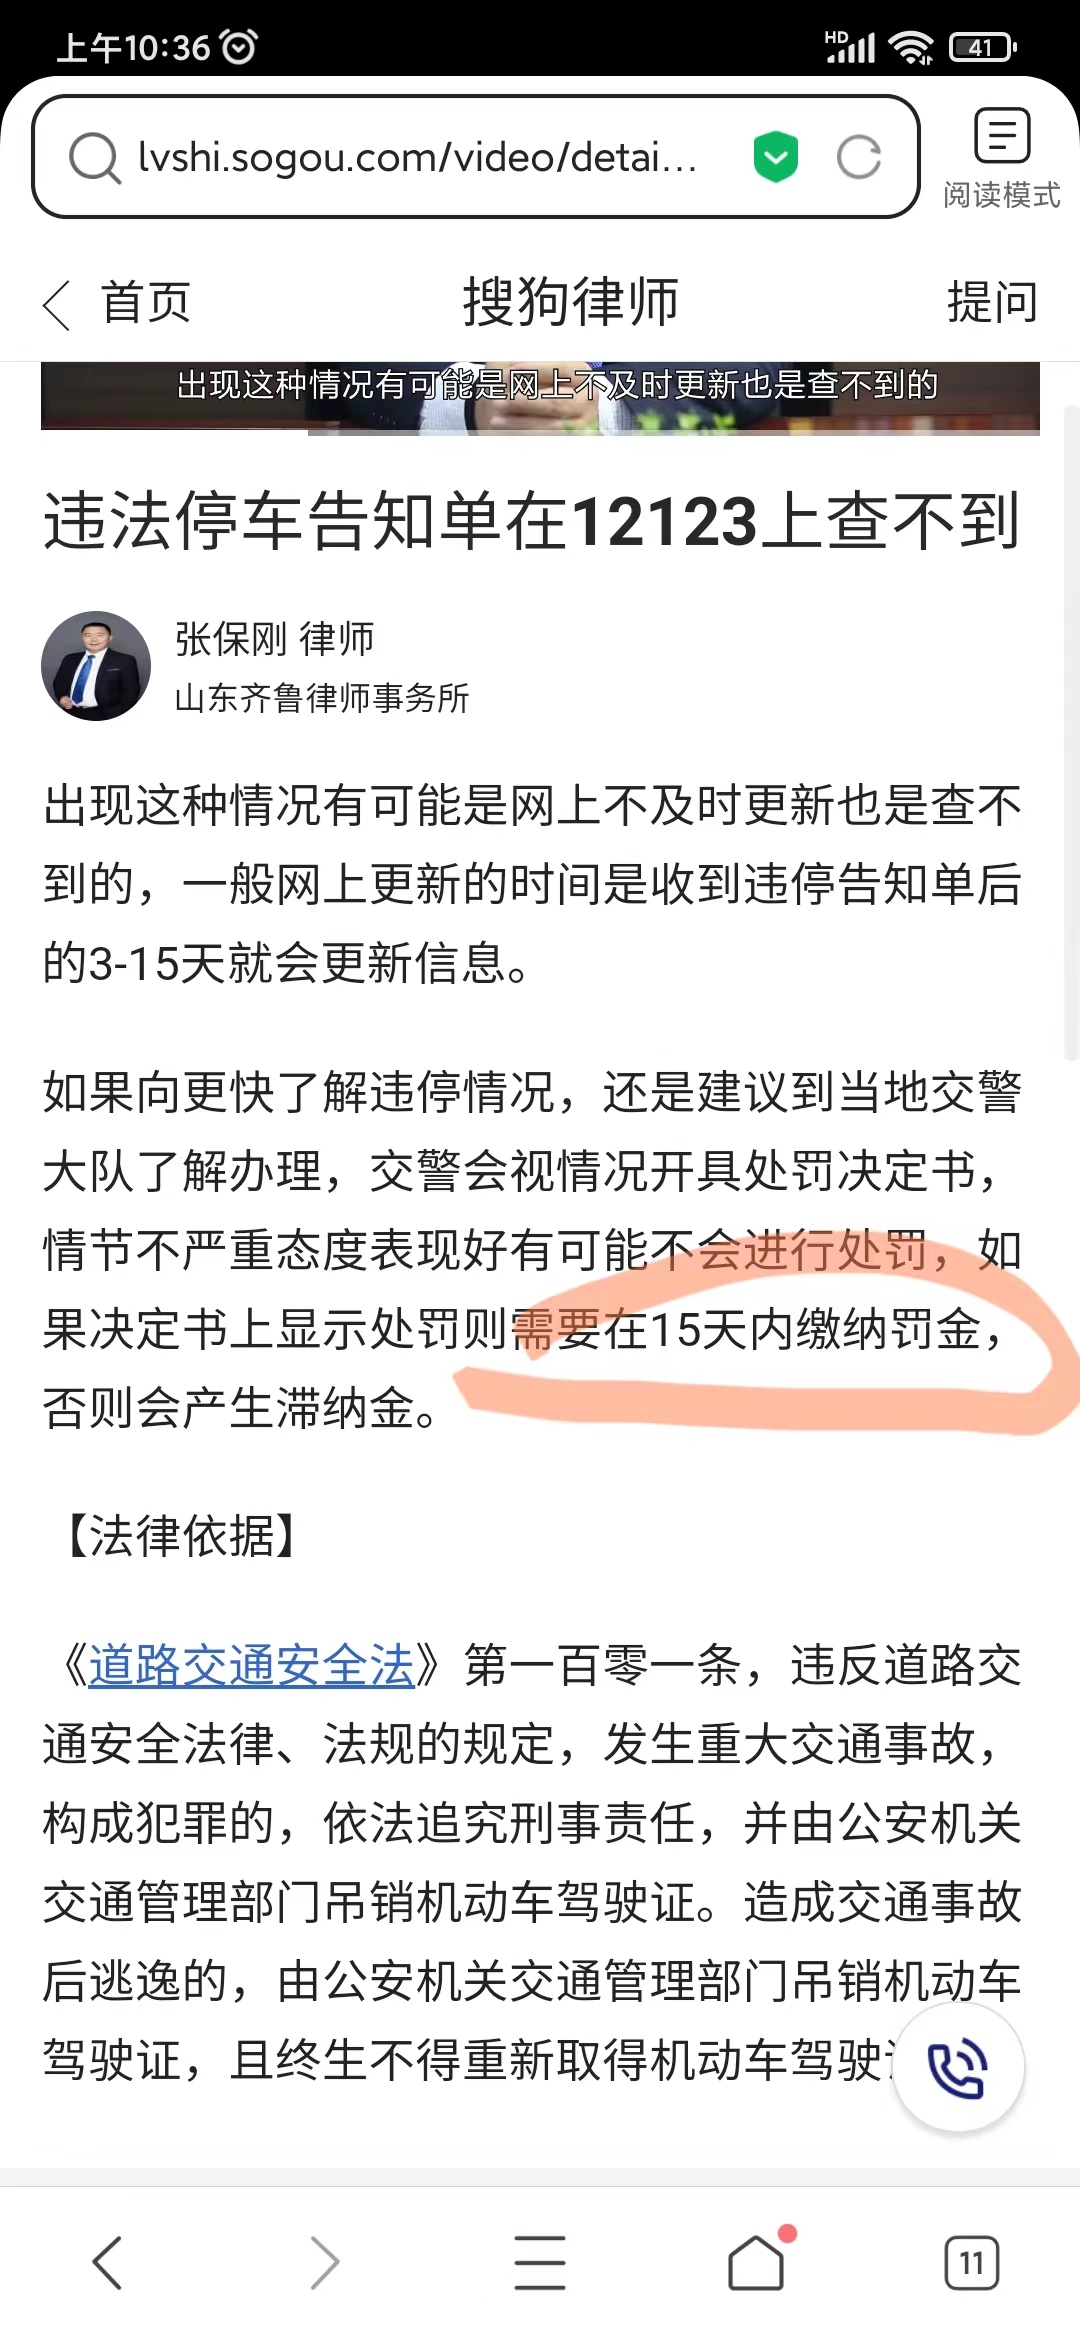 上午10:36
HD
41
lvshi.sogou.com/video/detai...
阅读模式
首页
搜狗律师
提问
出现这种情况有可能是网上不及时更新也是查不到的
违法停车告知单在12123上查不到
张保刚 律师
山东齐鲁律师事务所
出现这种情况有可能是网上不及时更新也是查不
到的，一般网上更新的时间是收到违停告知单后
的3-15天就会更新信息。
如果向更快了解违停情况，还是建议到当地交警
大队了解办理，交警会视情况开具处罚决定书，
情节不严重态度表现好有可能不会进行处罚，如
果决定书上显示处罚则需要在15天内缴纳罚金，
否则会产生滞纳金。
【法律依据】
《道路交通安全法》第一百零一条，违反道路交
通安全法律、法规的规定，发生重大交通事故，
构成犯罪的，依法追究刑事责任，并由公安机关
交通管理部门吊销机动车驾驶证。造成交通事故
后逃逸的，由公安机关交通管理部门吊销机动车
驾驶证，且终生不得重新取得机动车驾驶
11